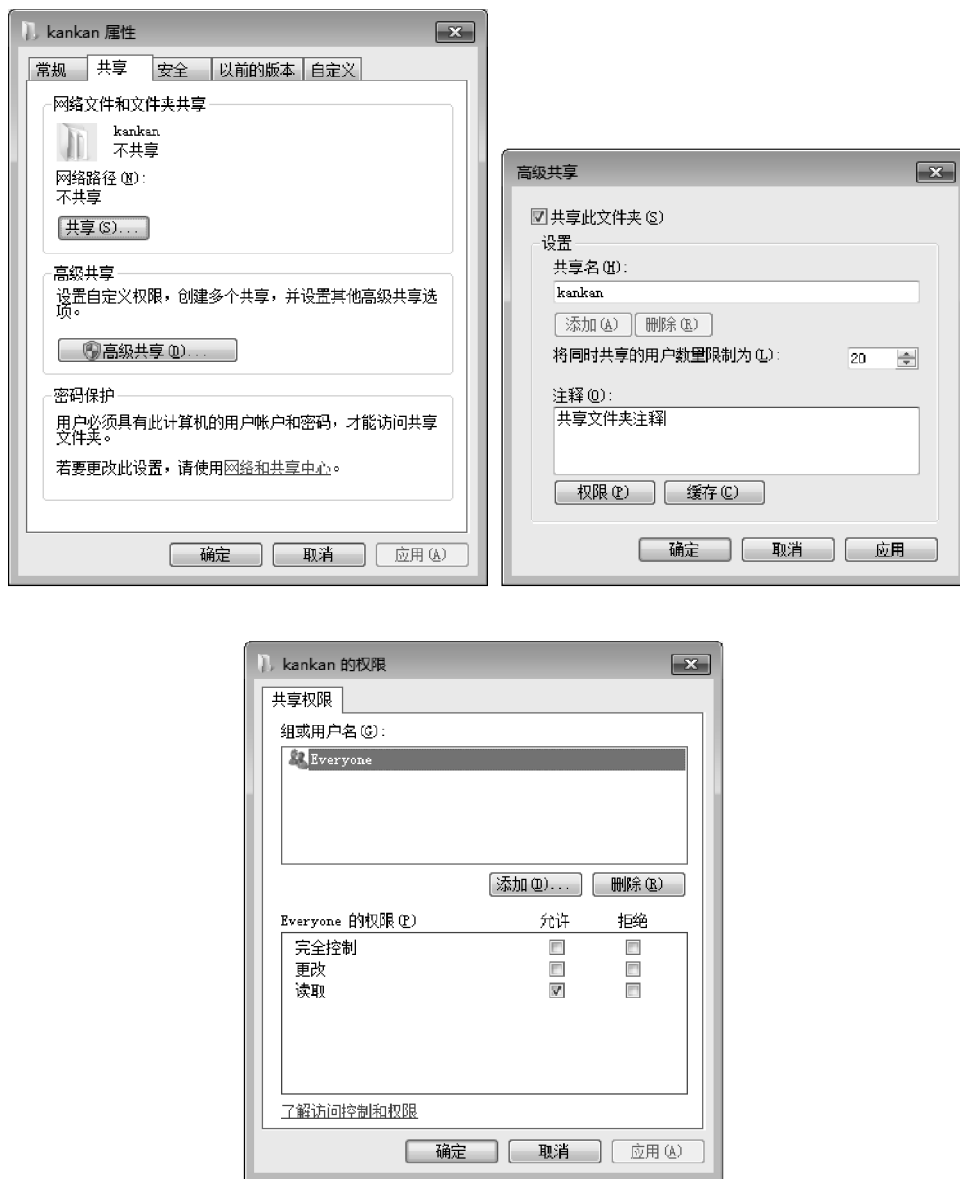 kankan 属性
常规 共享 安全 以前的版本 自定义
网络文件和文件夹共享
kankan
不共享
网络路径(N):
不共享
共享(S)...
高级共享
设置自定义权限，创建多个共享，并设置其他高级共享选
项。
高级共享(D)...
密码保护
用户必须具有此计算机的用户帐户和密码，才能访问共享
文件夹。
若要更改此设置，请使用网络和共享中心。
确定 取消 应用(A)
高级共享
共享此文件夹(S)
设置
共享名(H):
kankan
添加(A) 删除(R)
将同时共享的用户数量限制为(L): 20
注释(O):
共享文件夹注释
权限(P) 缓存(C)
确定 取消 应用
kankan 的权限
共享权限
组或用户名(G):
Everyone
添加(D)... 删除(R)
Everyone 的权限(P) 允许 拒绝
完全控制
更改
读取
了解访问控制和权限
确定 取消 应用(A)